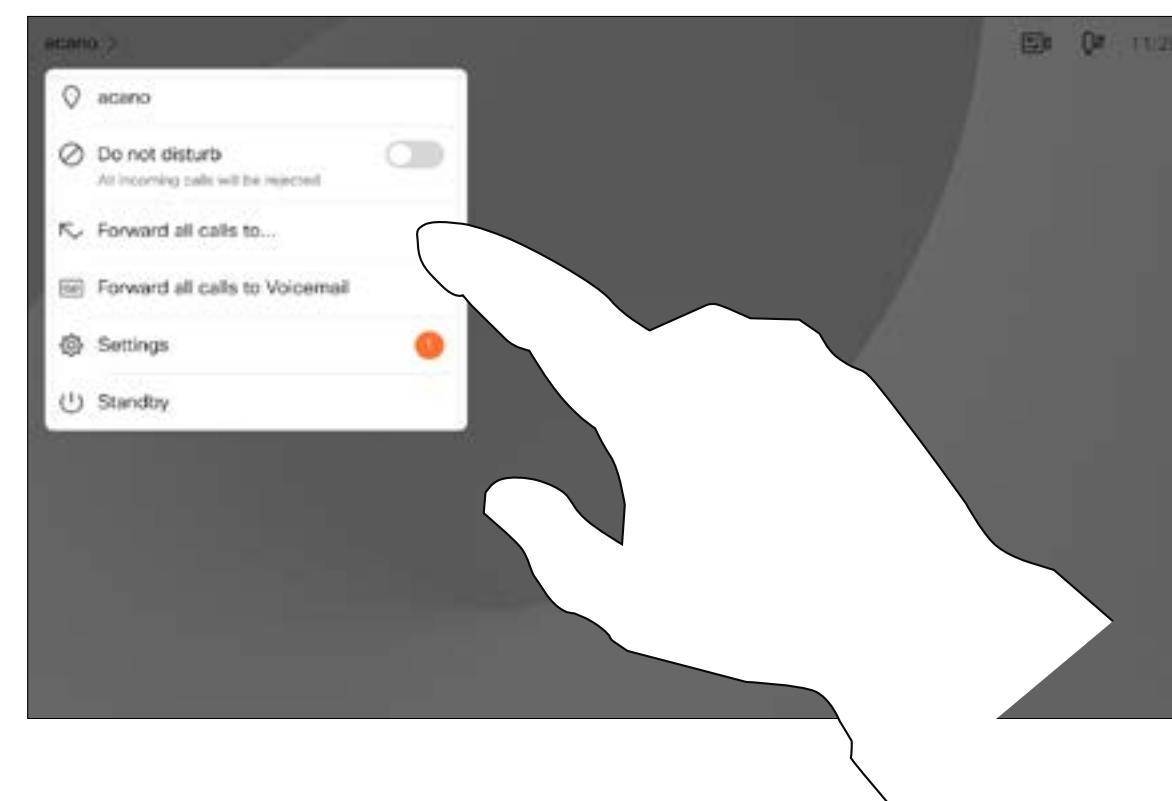 acano
acano
Do not disturb
All incoming calls will be rejected
Forward all calls to...
Forward all calls to Voicemail
Settings
Standby